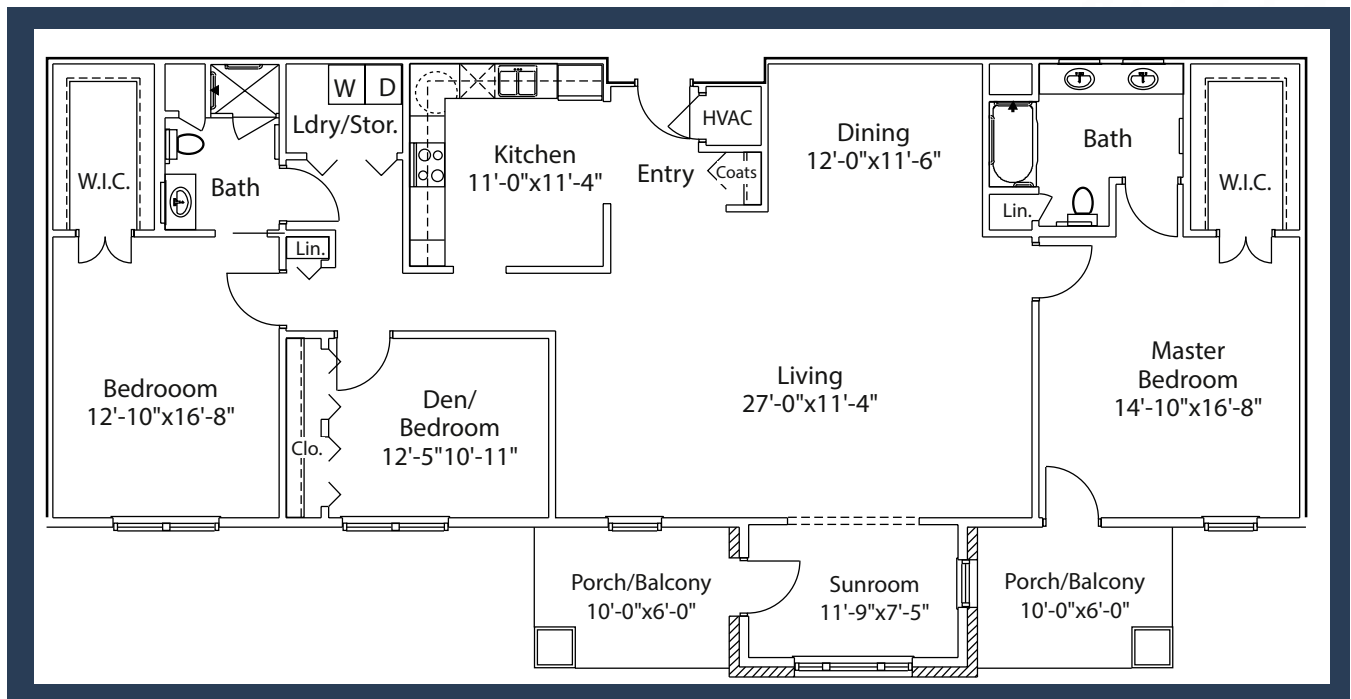 W.I.C.
Bath
W D
Ldry/Stor.
Lin.
Kitchen
11'-0"x11'-4"
Entry
HVAC
Coats
Dining
12'-0"x11'-6"
Bath
Lin.
W.I.C.
Bedrooom
12'-10"x16'-8"
Clo.
Den/
Bedroom
12'-5"10'-11"
Living
27'-0"x11'-4"
Master
Bedroom
14'-10"x16'-8"
Porch/Balcony
10'-0"x6'-0"
Sunroom
11'-9"x7'-5"
Porch/Balcony
10'-0"x6'-0"